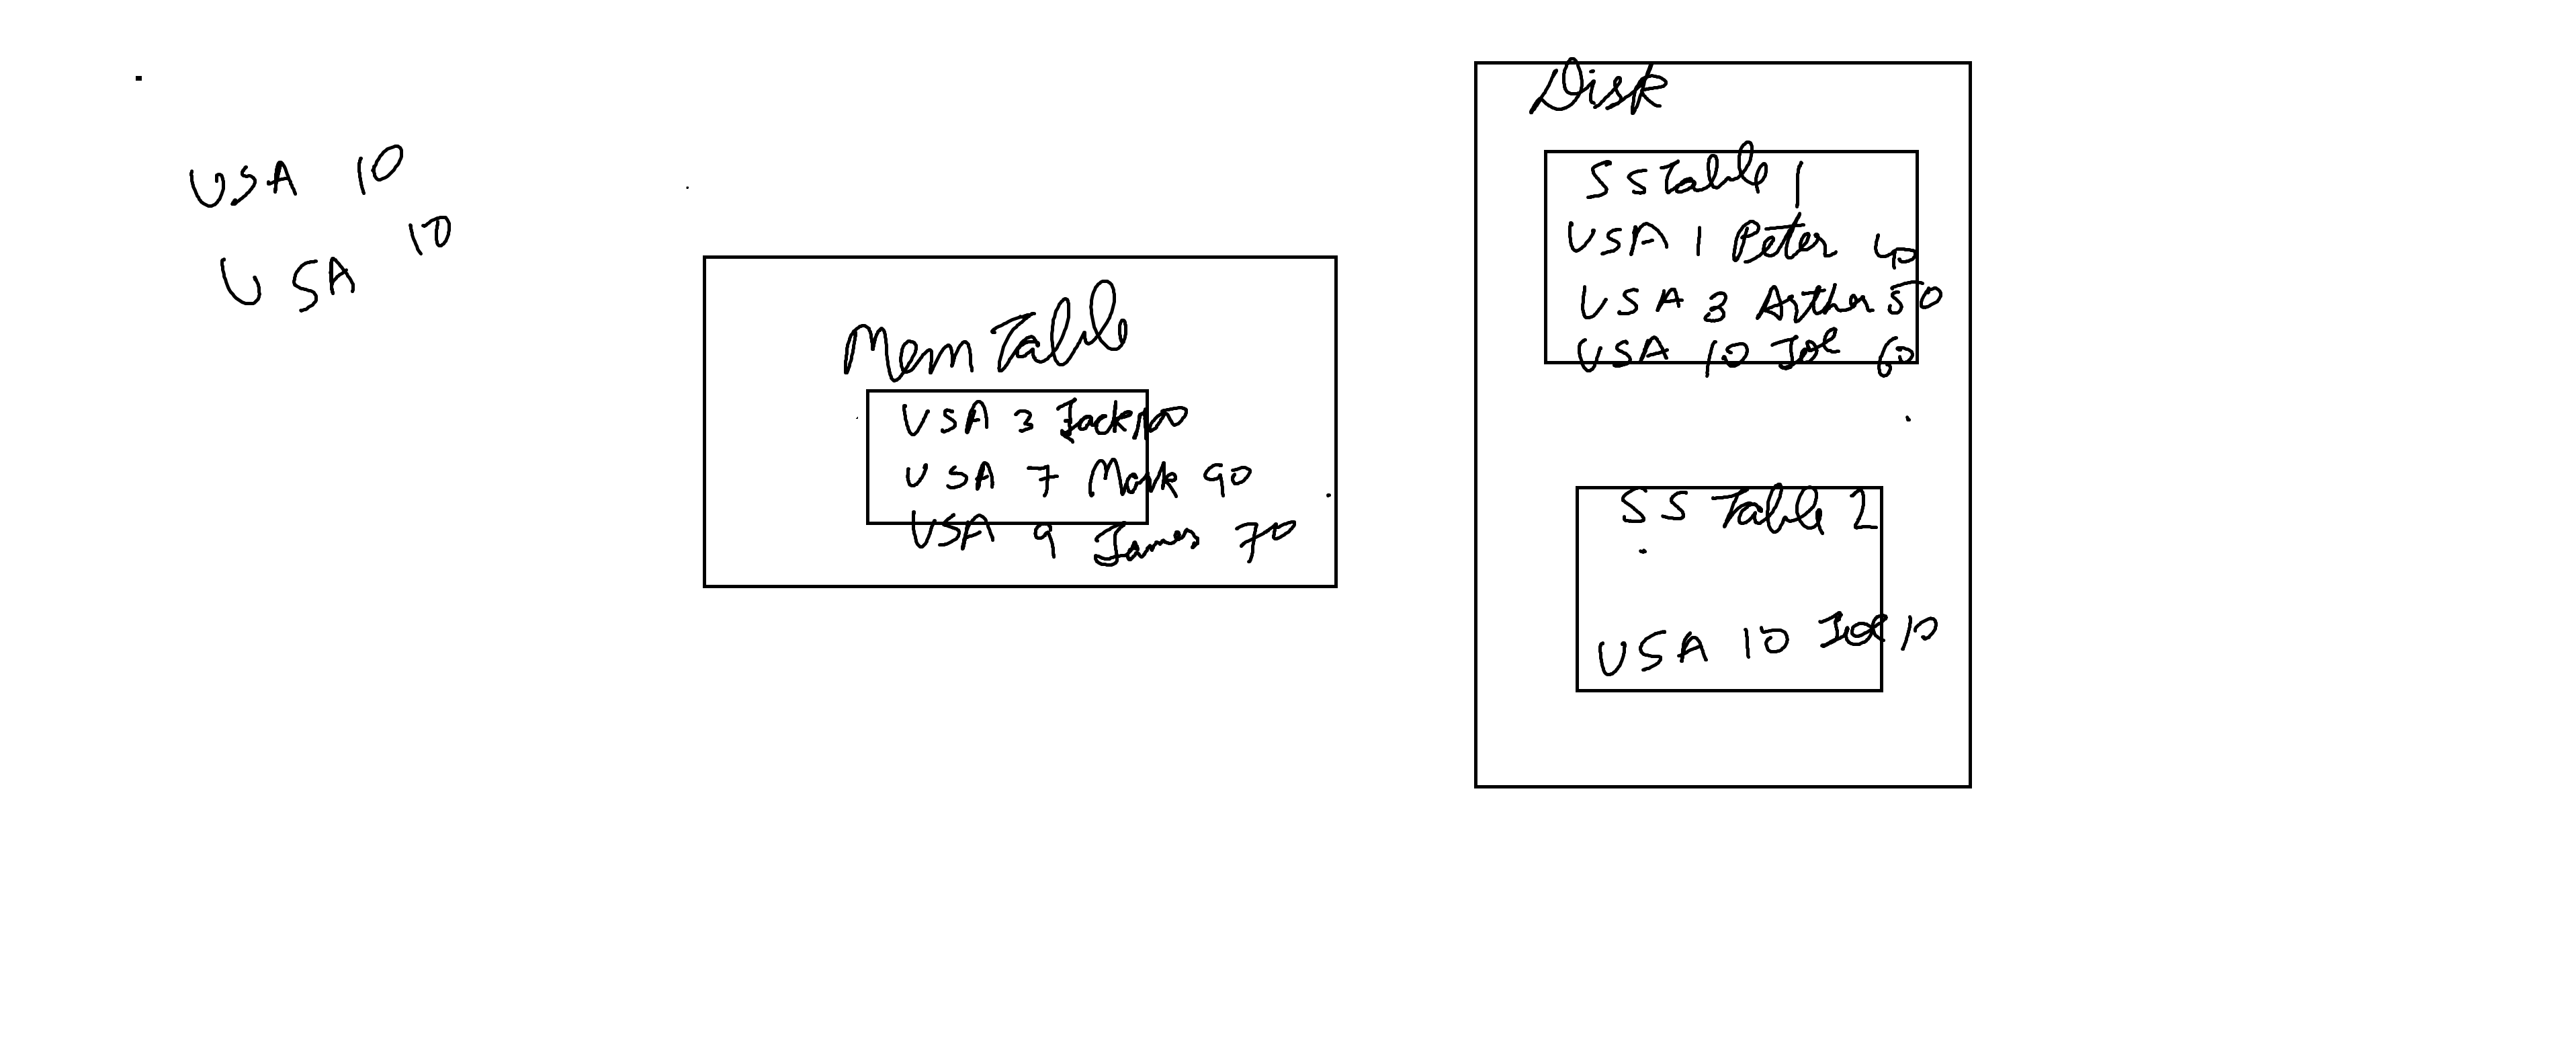 USA 10
USA 10
Mem Table
USA 3 Jack 100
USA 7 Mark 90
USA 9 James 70
Disk
SSTable 1
USA 1 Peter 40
USA 3 Arther 50
USA 10 Joe 60
SS Table 2
USA 10 Joe 10